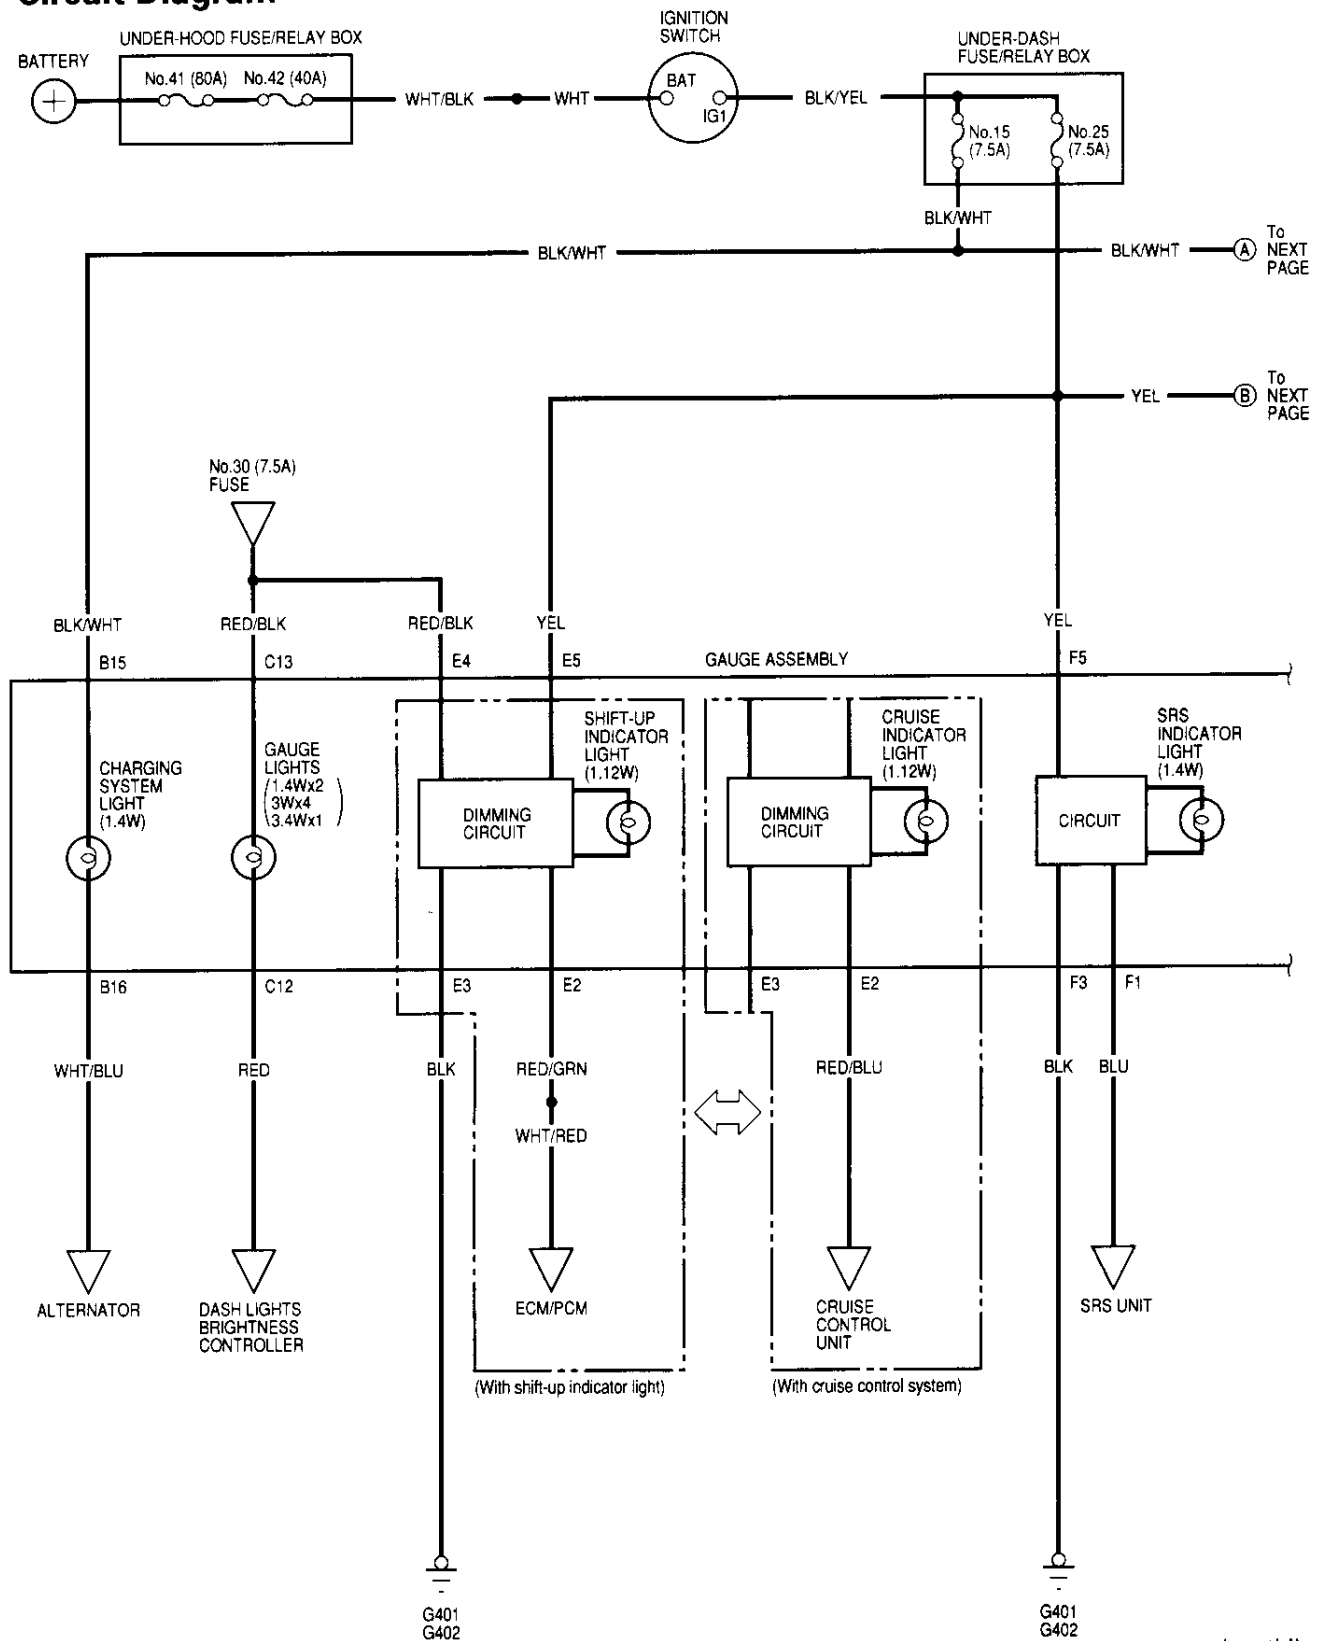 Circuit Diagram
IGNITION
SWITCH
UNDER-HOOD FUSE/RELAY BOX
UNDER-DASH
FUSE/RELAY BOX
BATTERY
No.41 (80A) No.42 (40A)
BAT
IG1
WHT/BLK
WHT
BLK/YEL
No.15
(7.5A)
No.25
(7.5A)
BLK/WHT
BLK/WHT
BLK/WHT
A
To
NEXT
PAGE
YEL
B
To
NEXT
PAGE
No.30 (7.5A)
FUSE
BLK/WHT
RED/BLK
RED/BLK
YEL
YEL
B15
C13
E4
E5
GAUGE ASSEMBLY
F5
CHARGING
SYSTEM
LIGHT
(1.4W)
GAUGE
LIGHTS
(1.4Wx2
3Wx4
3.4Wx1)
DIMMING
CIRCUIT
SHIFT-UP
INDICATOR
LIGHT
(1.12W)
DIMMING
CIRCUIT
CRUISE
INDICATOR
LIGHT
(1.12W)
CIRCUIT
SRS
INDICATOR
LIGHT
(1.4W)
B16
C12
E3
E2
E3
E2
F3
F1
WHT/BLU
RED
BLK
RED/GRN
RED/BLU
BLK
BLU
WHT/RED
ALTERNATOR
DASH LIGHTS
BRIGHTNESS
CONTROLLER
ECM/PCM
CRUISE
CONTROL
UNIT
SRS UNIT
(With shift-up indicator light)
(With cruise control system)
G401
G402
G401
G402